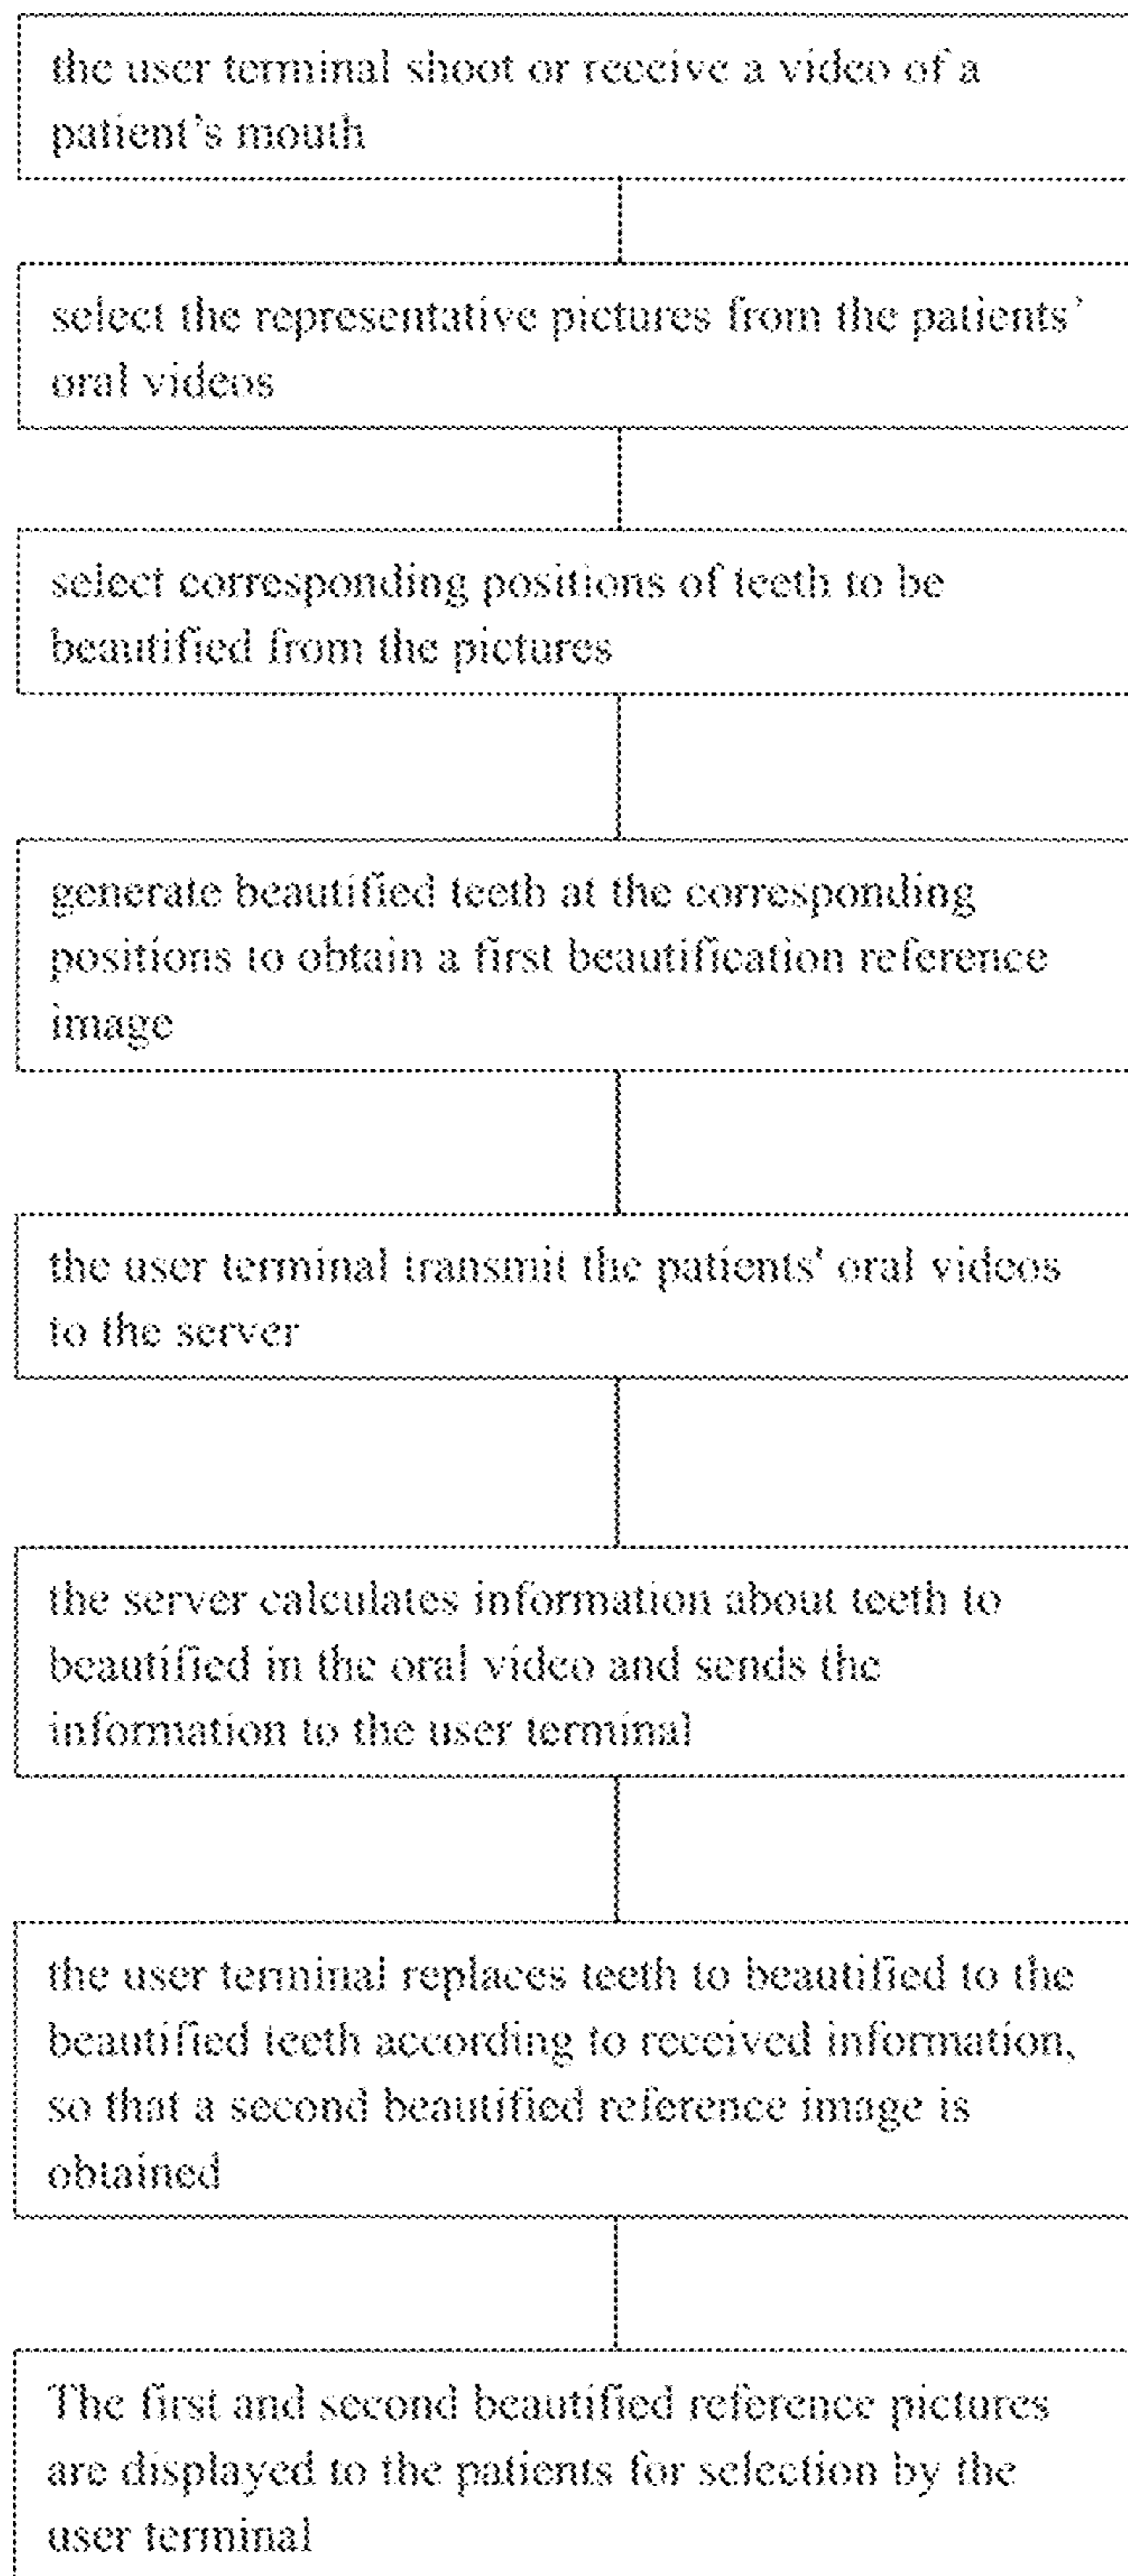 the user terminal shoot or receive a video of a
patient's mouth
select the representative pictures from the patients'
oral videos
select corresponding positions of teeth to be
beautified from the pictures
generate beautified teeth at the corresponding
positions to obtain a first beautification reference
image
the user terminal transmit the patients' oral videos
to the server
the server calculates information about teeth to
beautified in the oral video and sends the
information to the user terminal
the user terminal replaces teeth to beautified to the
beautified teeth according to received information,
so that a second beautified reference image is
obtained
The first and second beautified reference pictures
are displayed to the patients for selection by the
user terminal